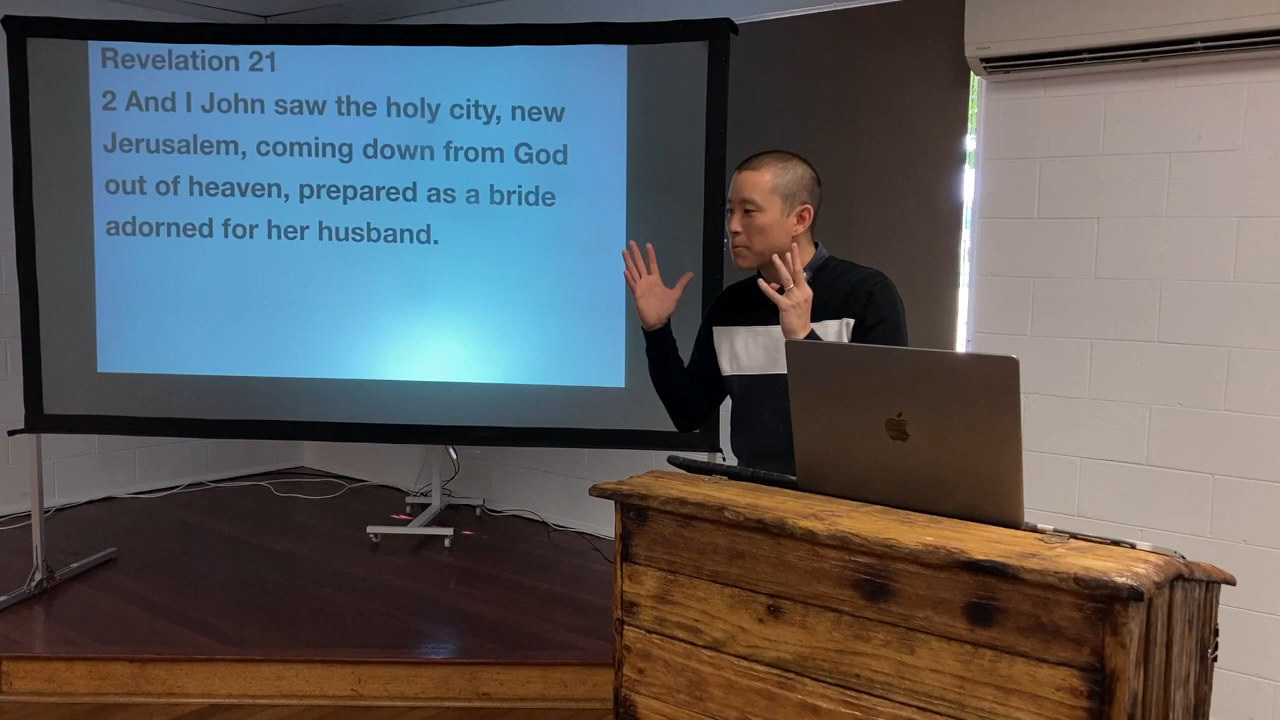 Revelation 21
2 And I John saw the holy city, new
Jerusalem, coming down from God
out of heaven, prepared as a bride
adorned for her husband.